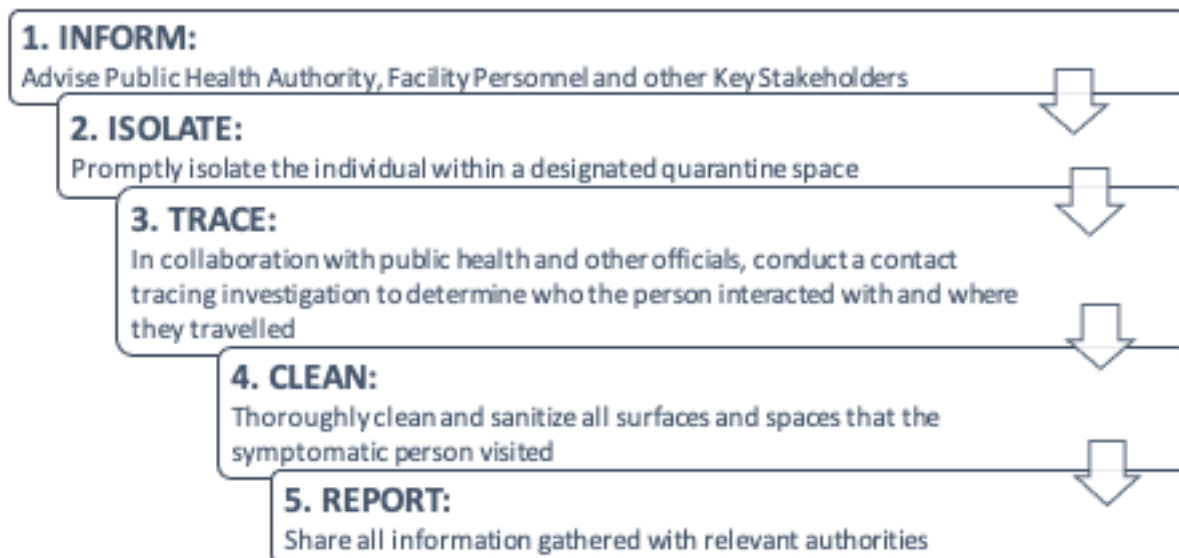 1. INFORM:
Advise Public Health Authority, Facility Personnel and other Key Stakeholders
2. ISOLATE:
Promptly isolate the individual within a designated quarantine space
3. TRACE:
In collaboration with public health and other officials, conduct a contact
tracing investigation to determine who the person interacted with and where
they travelled
4. CLEAN:
Thoroughly clean and sanitize all surfaces and spaces that the
symptomatic person visited
5. REPORT:
Share all information gathered with relevant authorities